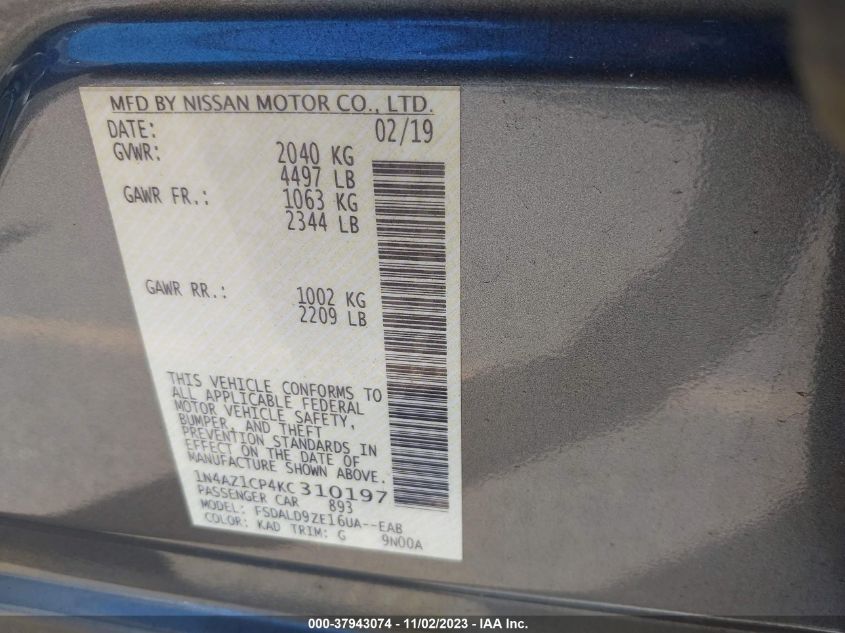 MFD BY NISSAN MOTOR CO., LTD.
DATE: 02/19
GVWR: 2040 KG
4497 LB
GAWR FR.: 1063 KG
2344 LB
GAWR RR.: 1002 KG
2209 LB
THIS VEHICLE CONFORMS TO
ALL APPLICABLE FEDERAL
MOTOR VEHICLE SAFETY,
BUMPER, AND THEFT
PREVENTION STANDARDS IN
EFFECT ON THE DATE OF
MANUFACTURE SHOWN ABOVE.
1N4AZ1CP4KC310197
PASSENGER CAR 893
MODEL: FSDALD9ZE16UA--EAB
COLOR: KAD TRIM: G 9N00A
000-37943074 - 11/02/2023 - IAA Inc.